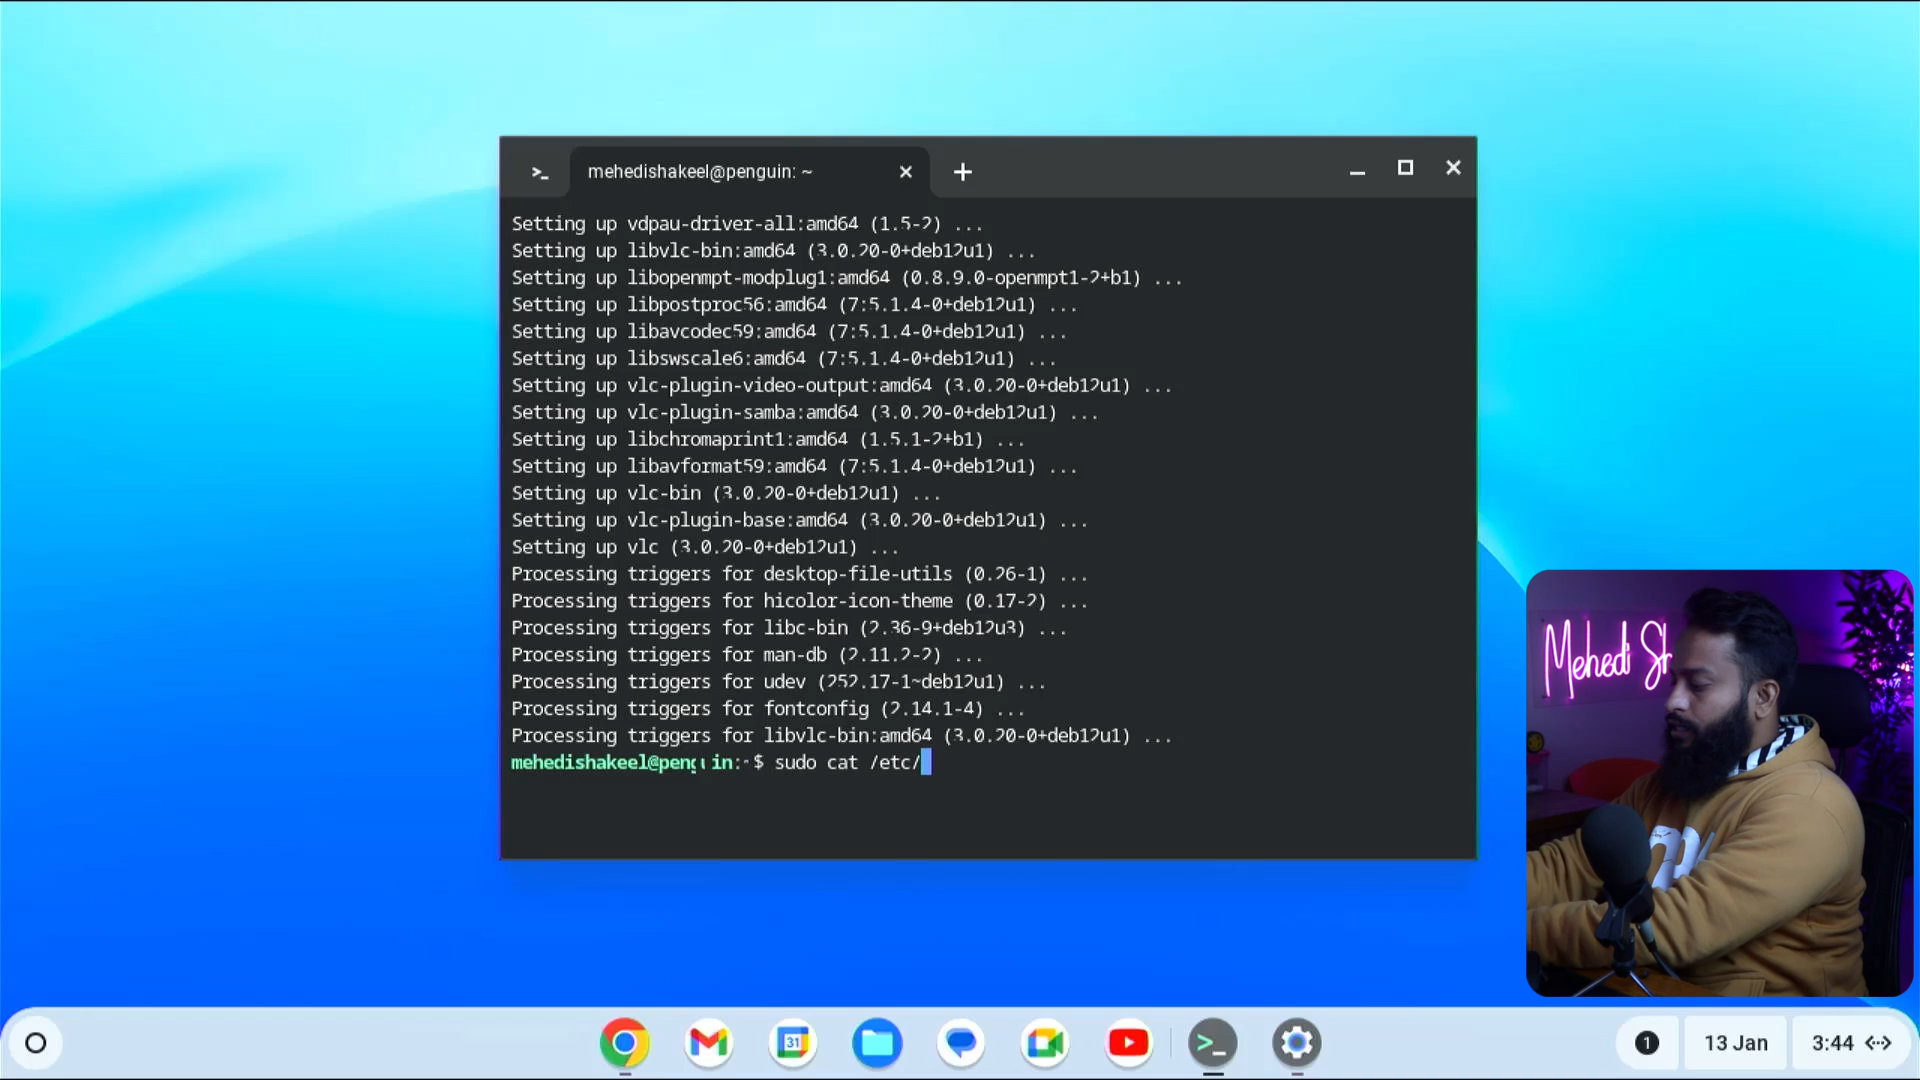 mehedishakeel@penguin: ~
Setting up vdpau-driver-all:amd64 (1.5-2) ...
Setting up libvlc-bin:amd64 (3.0.20-0+deb12u1) ...
Setting up libopenmpt-modplug1:amd64 (0.8.9.0-openmpt1-2+b1) ...
Setting up libpostproc56:amd64 (7:5.1.4-0+deb12u1) ...
Setting up libavcodec59:amd64 (7:5.1.4-0+deb12u1) ...
Setting up libswscale6:amd64 (7:5.1.4-0+deb12u1) ...
Setting up vlc-plugin-video-output:amd64 (3.0.20-0+deb12u1) ...
Setting up vlc-plugin-samba:amd64 (3.0.20-0+deb12u1) ...
Setting up libchromaprint1:amd64 (1.5.1-2+b1) ...
Setting up libavformat59:amd64 (7:5.1.4-0+deb12u1) ...
Setting up vlc-bin (3.0.20-0+deb12u1) ...
Setting up vlc-plugin-base:amd64 (3.0.20-0+deb12u1) ...
Setting up vlc (3.0.20-0+deb12u1) ...
Processing triggers for desktop-file-utils (0.26-1) ...
Processing triggers for hicolor-icon-theme (0.17-2) ...
Processing triggers for libc-bin (2.36-9+deb12u3) ...
Processing triggers for man-db (2.11.2-2) ...
Processing triggers for udev (252.17-1~deb12u1) ...
Processing triggers for fontconfig (2.14.1-4) ...
Processing triggers for libvlc-bin:amd64 (3.0.20-0+deb12u1) ...
mehedishakeel@penguin:~$ sudo cat /etc/
Mehedi Sh
31
1
13 Jan
3:44